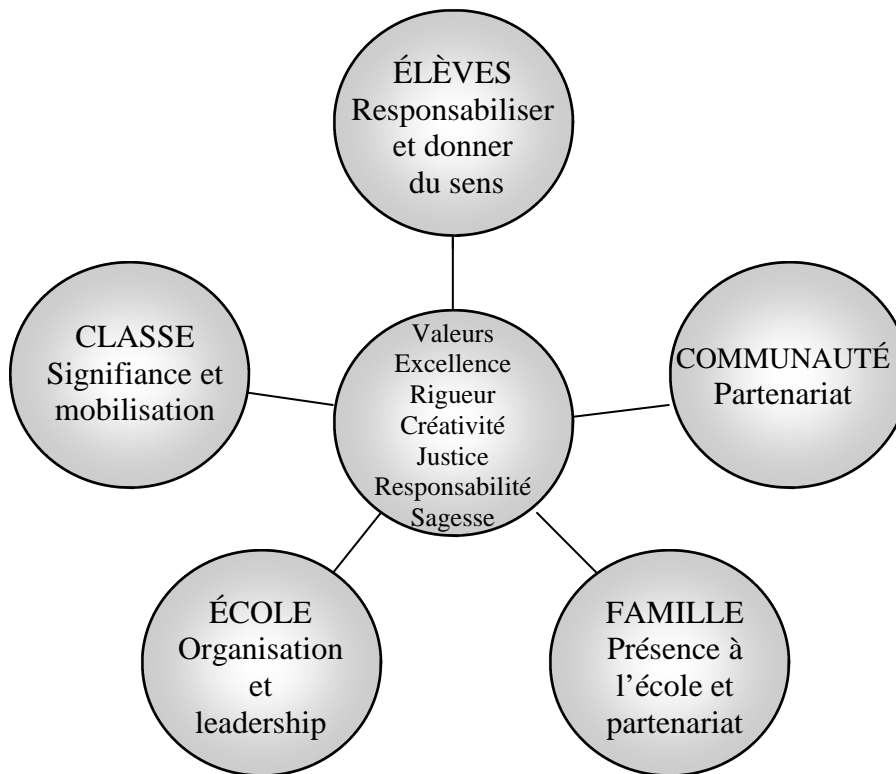 ÉLÈVES
Responsabiliser
et donner
du sens
CLASSE
Signifiance et
mobilisation
Valeurs
Excellence
Rigueur
Créativité
Justice
Responsabilité
Sagesse
COMMUNAUTÉ
Partenariat
ÉCOLE
Organisation
et
leadership
FAMILLE
Présence à
l’école et
partenariat